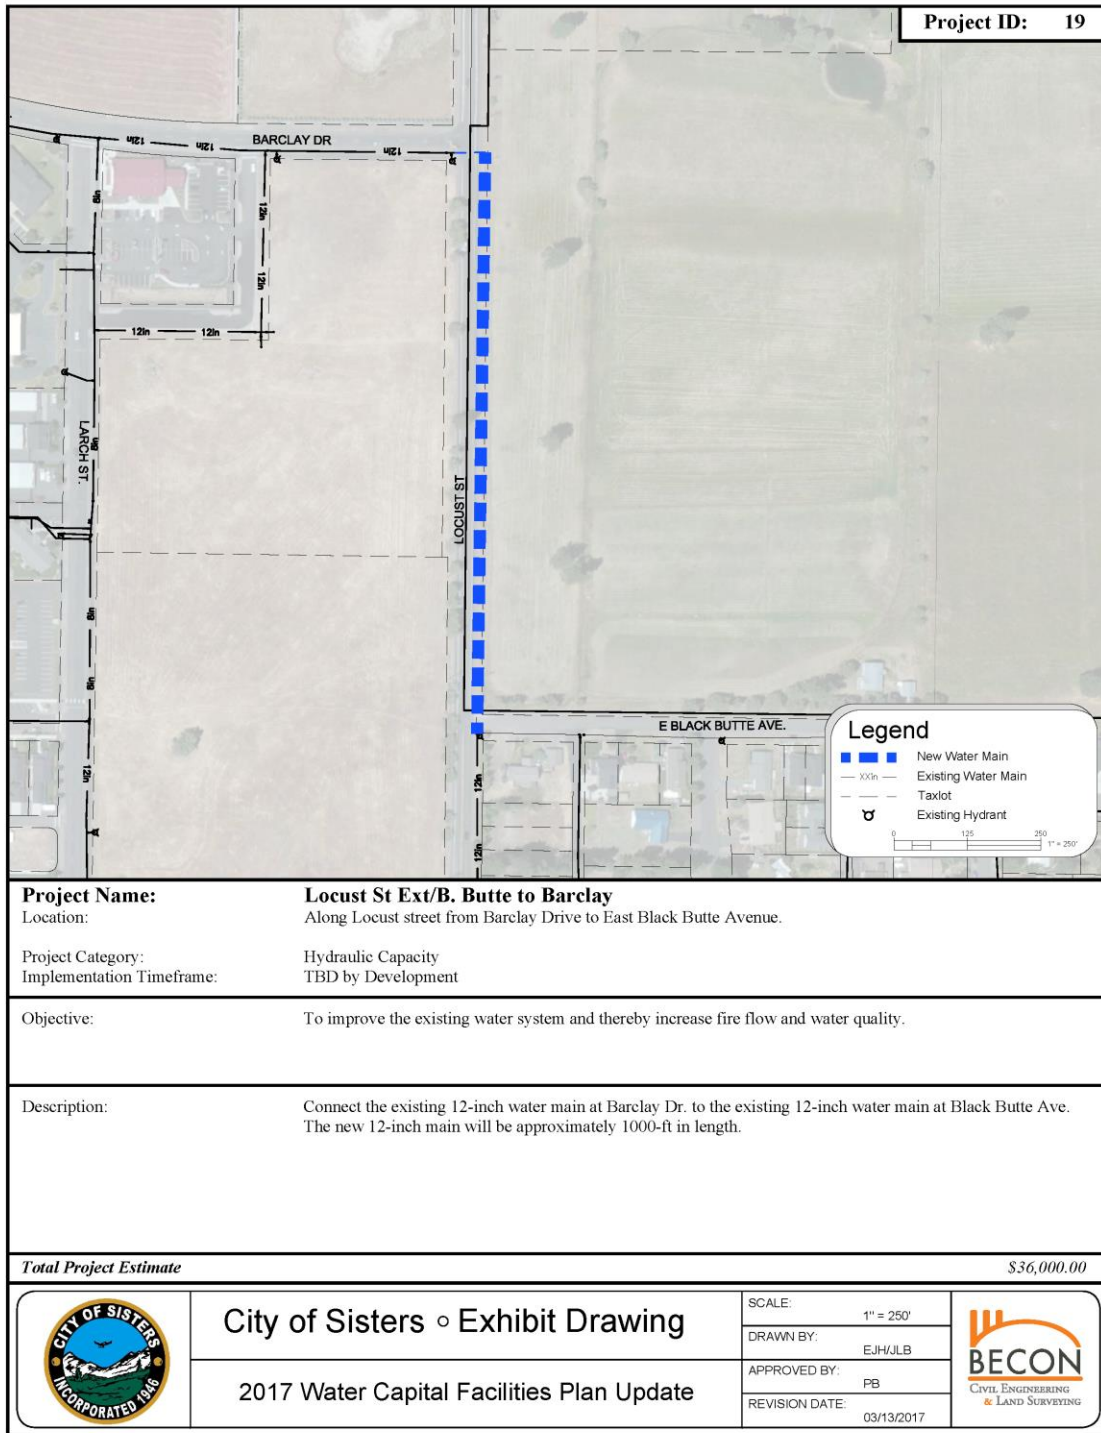 Project ID: 19
BARCLAY DR
12in
12in
12in
8in
12in
12in
12in
12in
LARCH ST.
8in
LOCUST ST
8in
8in
12in
E BLACK BUTTE AVE.
12in
12in
Legend
New Water Main
XXin Existing Water Main
Taxlot
Existing Hydrant
0 125 250
1" = 250'
Project Name: Locust St Ext/B. Butte to Barclay
Location: Along Locust street from Barclay Drive to East Black Butte Avenue.
Project Category: Hydraulic Capacity
Implementation Timeframe: TBD by Development
Objective: To improve the existing water system and thereby increase fire flow and water quality.
Description: Connect the existing 12-inch water main at Barclay Dr. to the existing 12-inch water main at Black Butte Ave.
The new 12-inch main will be approximately 1000-ft in length.
Total Project Estimate $36,000.00
CITY OF SISTERS
INCORPORATED 1946
City of Sisters ○ Exhibit Drawing
2017 Water Capital Facilities Plan Update
SCALE: 1" = 250'
DRAWN BY: EJH/JLB
APPROVED BY: PB
REVISION DATE: 03/13/2017
BECON
CIVIL ENGINEERING
& LAND SURVEYING